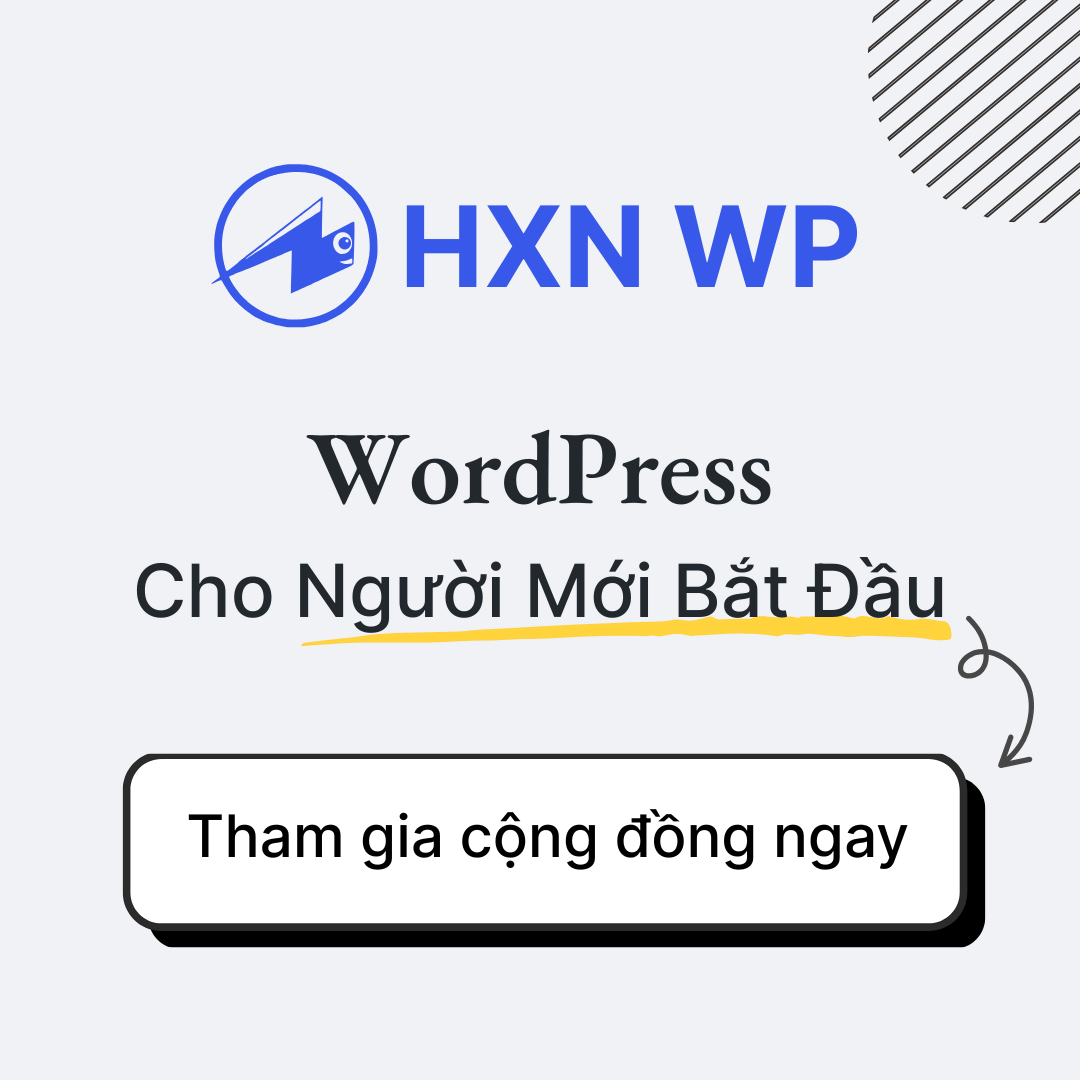 HXN WP
WordPress
Cho Người Mới Bắt Đầu
Tham gia cộng đồng ngay